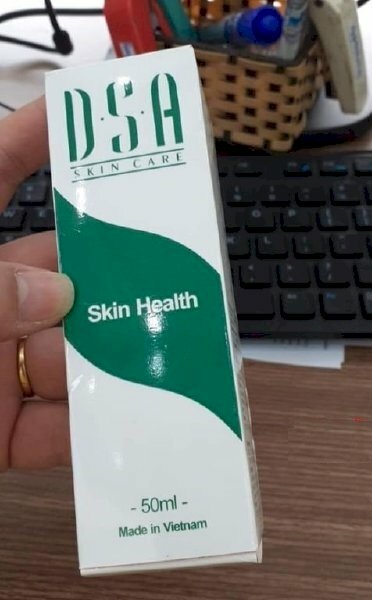 D·S·A
SKIN CARE
Skin Health
- 50ml -
Made in Vietnam